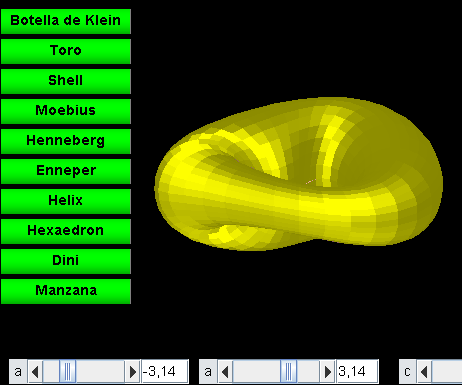 Botella de Klein
Toro
Shell
Moebius
Henneberg
Enneper
Helix
Hexaedron
Dini
Manzana
a -3,14 a 3,14 c